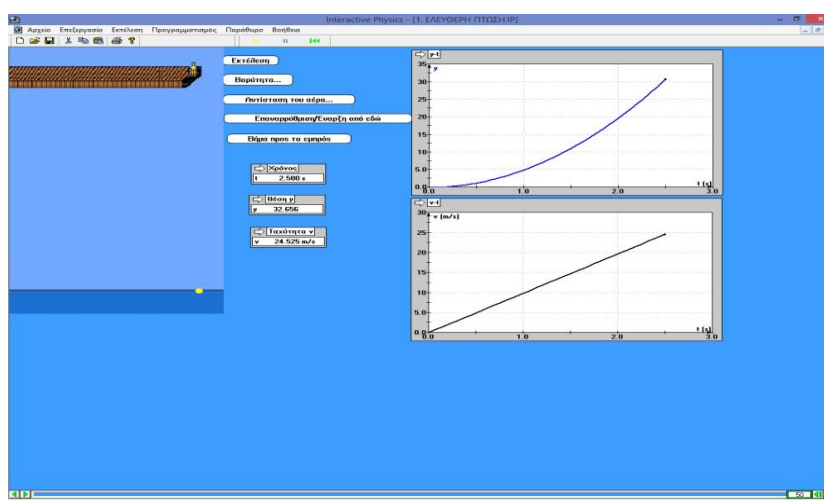 Interactive Physics - [1. ΕΛΕΥΘΕΡΗ ΠΤΩΣΗ.IP]
Αρχείο Επεξεργασία Εκτέλεση Προγραμματισμός Παράθυρο Βοήθεια
Εκτέλεση
Βαρύτητα...
Αντίσταση του αέρα...
Επαναρρύθμιση/Έναρξη από εδώ
Βήμα προς τα εμπρός
Χρόνος
t 2.500 s
Θέση y
y 32.656
Ταχύτητα v
v 24.525 m/s
y-t
y
35
30
25
20
15
10
5.0
0.0
0.0 1.0 2.0 3.0
t (s)
v-t
v (m/s)
30
25
20
15
10
5.0
0.0
0.0 1.0 2.0 3.0
t (s)
50